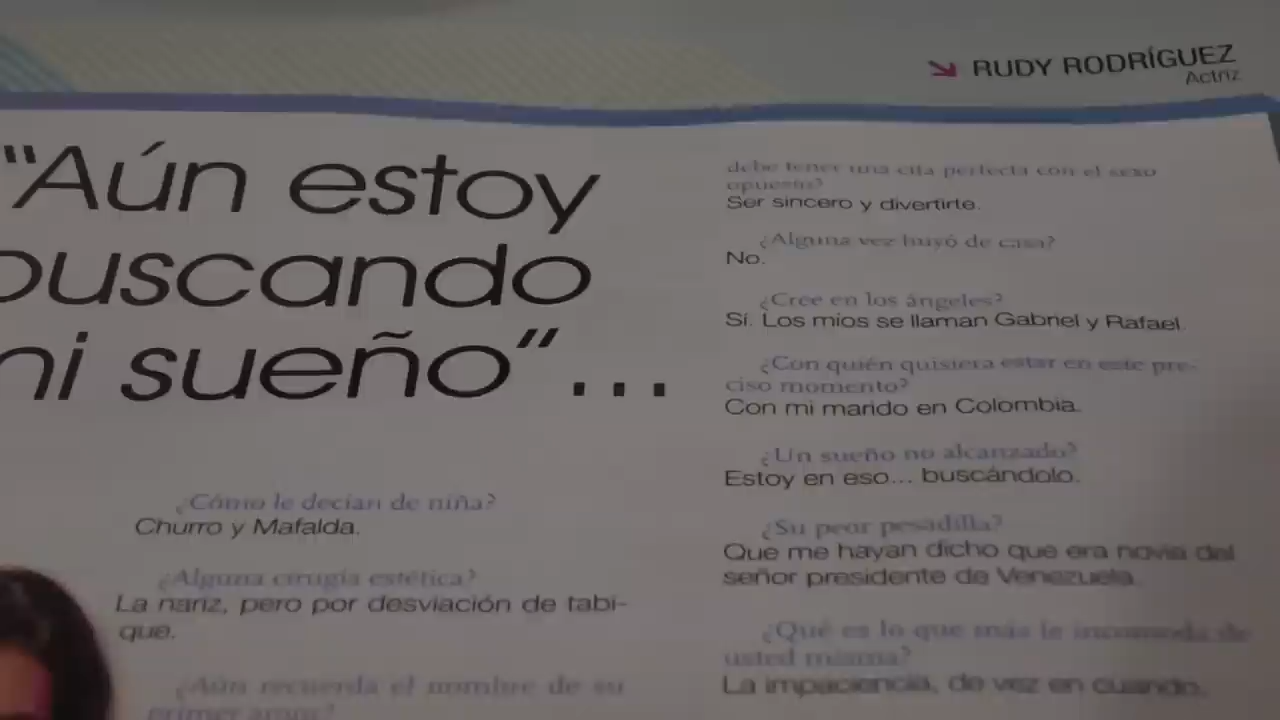 RUDY RODRÍGUEZ
Actriz
"Aún estoy
buscando
mi sueño"...
¿Cómo le decían de niña?
Churro y Mafalda.
¿Alguna cirugía estética?
La nariz, pero por desviación de tabi-
que.
¿Aún recuerda el nombre de su
primer amor?
debe tener una cita perfecta con el sexo
opuesto?
Ser sincero y divertirte.
¿Alguna vez huyó de casa?
No.
¿Cree en los ángeles?
Sí. Los míos se llaman Gabriel y Rafael.
¿Con quién quisiera estar en este pre-
ciso momento?
Con mi marido en Colombia.
¿Un sueño no alcanzado?
Estoy en eso... buscándolo.
¿Su peor pesadilla?
Que me hayan dicho que era novia del
señor presidente de Venezuela.
¿Qué es lo que más le incomoda de
usted misma?
La impaciencia, de vez en cuando.